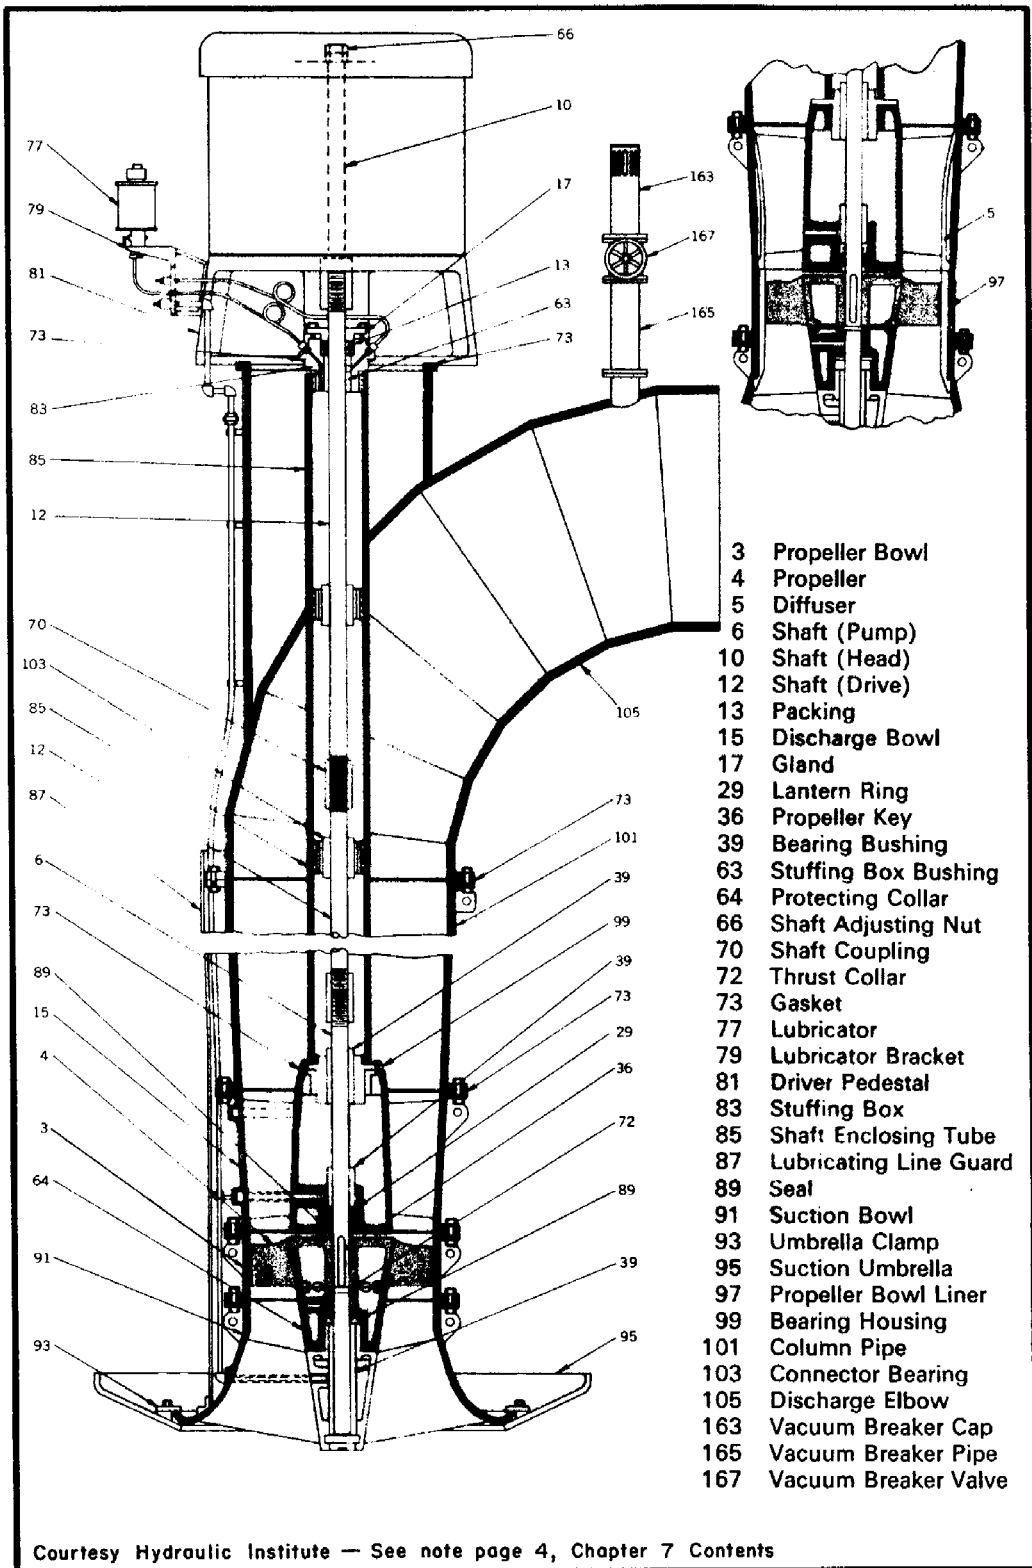 66
10
77
17
163
79
167
5
13
81
63
97
73
73
165
83
85
12
3 Propeller Bowl
4 Propeller
5 Diffuser
6 Shaft (Pump)
10 Shaft (Head)
12 Shaft (Drive)
13 Packing
15 Discharge Bowl
17 Gland
29 Lantern Ring
36 Propeller Key
39 Bearing Bushing
63 Stuffing Box Bushing
64 Protecting Collar
66 Shaft Adjusting Nut
70 Shaft Coupling
72 Thrust Collar
73 Gasket
77 Lubricator
79 Lubricator Bracket
81 Driver Pedestal
83 Stuffing Box
85 Shaft Enclosing Tube
87 Lubricating Line Guard
89 Seal
91 Suction Bowl
93 Umbrella Clamp
95 Suction Umbrella
97 Propeller Bowl Liner
99 Bearing Housing
101 Column Pipe
103 Connector Bearing
105 Discharge Elbow
163 Vacuum Breaker Cap
165 Vacuum Breaker Pipe
167 Vacuum Breaker Valve
70
103
85
105
12
87
73
101
6
39
73
99
89
39
15
73
4
29
36
3
72
64
89
91
39
93
95
Courtesy Hydraulic Institute — See note page 4, Chapter 7 Contents